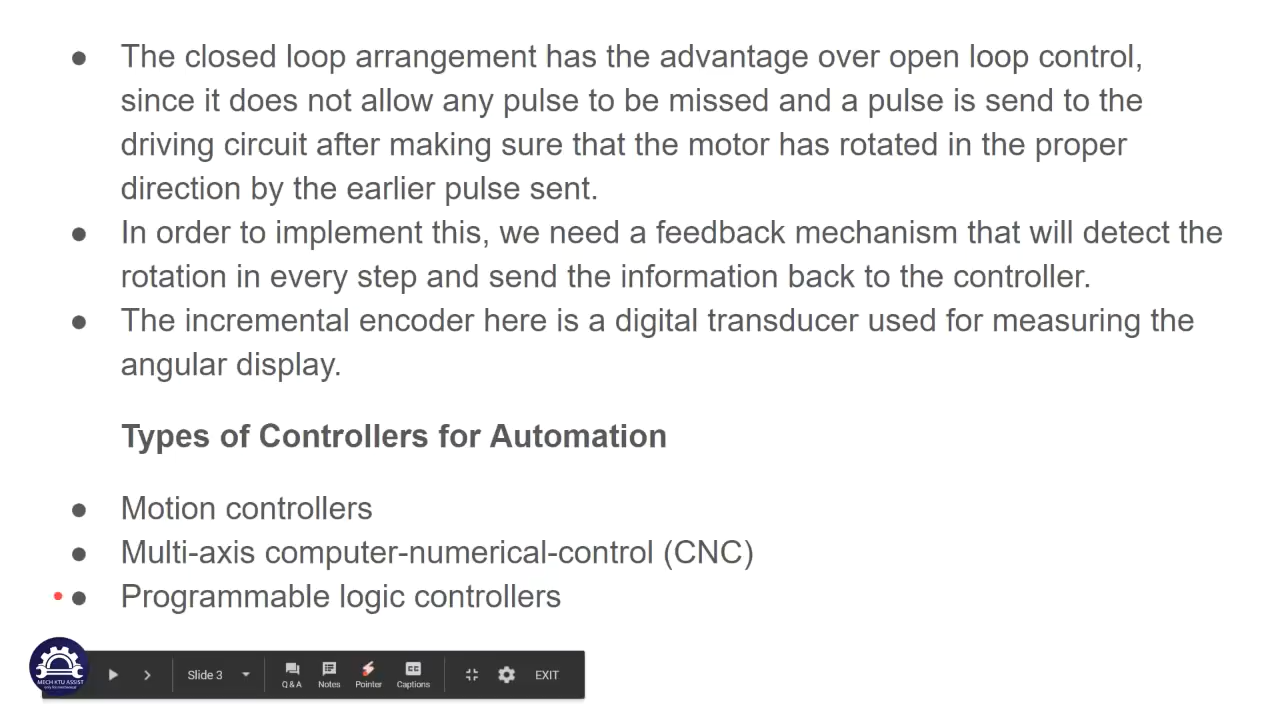 ● The closed loop arrangement has the advantage over open loop control,
since it does not allow any pulse to be missed and a pulse is send to the
driving circuit after making sure that the motor has rotated in the proper
direction by the earlier pulse sent.
● In order to implement this, we need a feedback mechanism that will detect the
rotation in every step and send the information back to the controller.
● The incremental encoder here is a digital transducer used for measuring the
angular display.
Types of Controllers for Automation
● Motion controllers
● Multi-axis computer-numerical-control (CNC)
● Programmable logic controllers
MECH KTU ASSIST
Slide 3
Q & A
Notes
Pointer
CC
Captions
EXIT